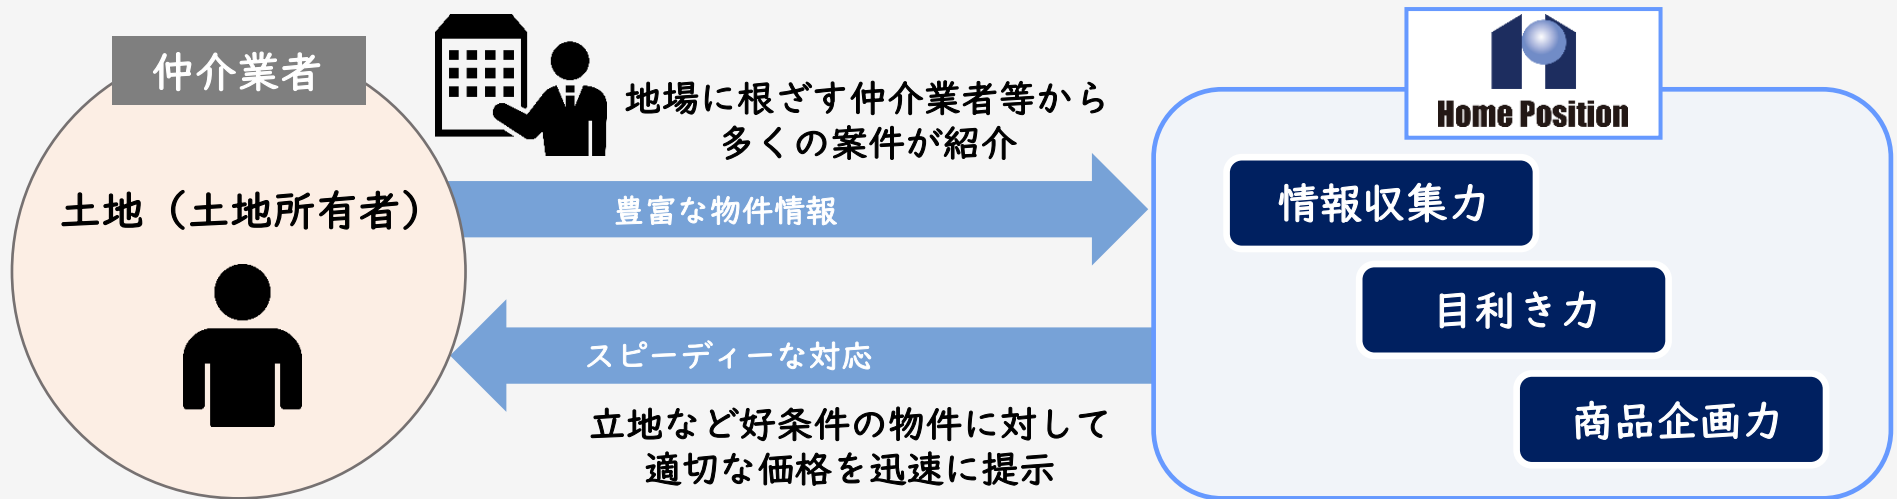 仲介業者
土地（土地所有者）
地場に根ざす仲介業者等から
多くの案件が紹介
豊富な物件情報
スピーディーな対応
立地など好条件の物件に対して
適切な価格を迅速に提示
Home Position
情報収集力
目利き力
商品企画力